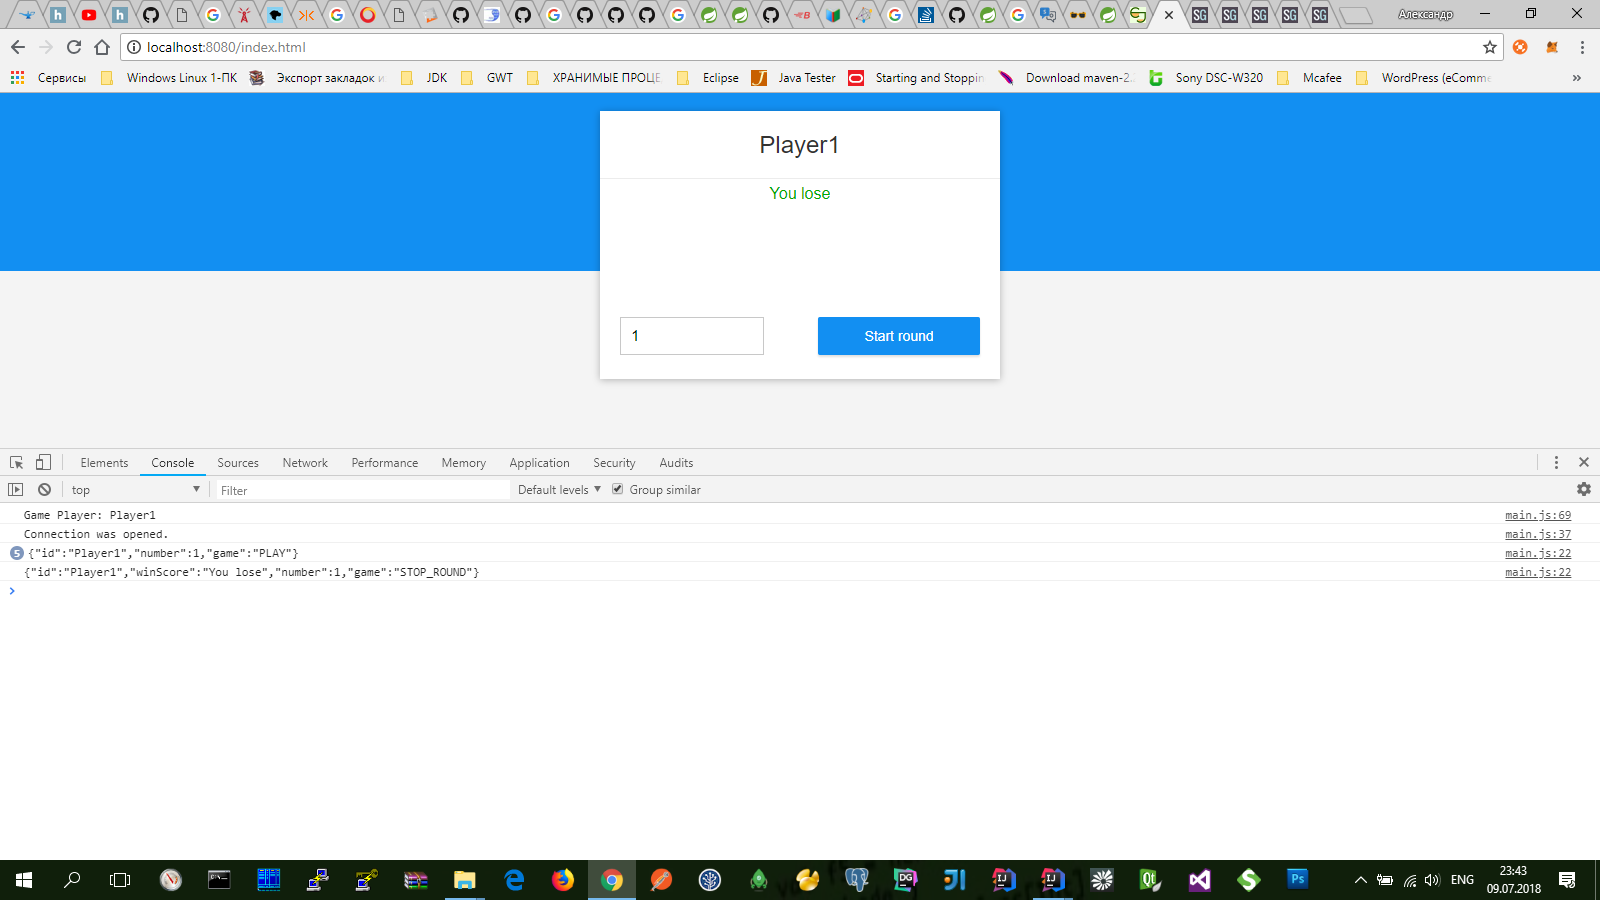 Александр
localhost:8080/index.html
Сервисы Windows Linux 1-ПК Экспорт закладок и JDK GWT ХРАНИМЫЕ ПРОЦЕ Eclipse Java Tester Starting and Stoppin Download maven-2. Sony DSC-W320 Mcafee WordPress (eComme »
Player1
You lose
1 Start round
Elements Console Sources Network Performance Memory Application Security Audits
top Filter Default levels Group similar
Game Player: Player1 main.js:69
Connection was opened. main.js:37
5 {"id":"Player1","number":1,"game":"PLAY"} main.js:22
{"id":"Player1","winScore":"You lose","number":1,"game":"STOP_ROUND"} main.js:22
ENG 23:43
09.07.2018